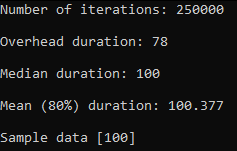 Number of iterations: 250000
Overhead duration: 78
Median duration: 100
Mean (80%) duration: 100.377
Sample data [100]